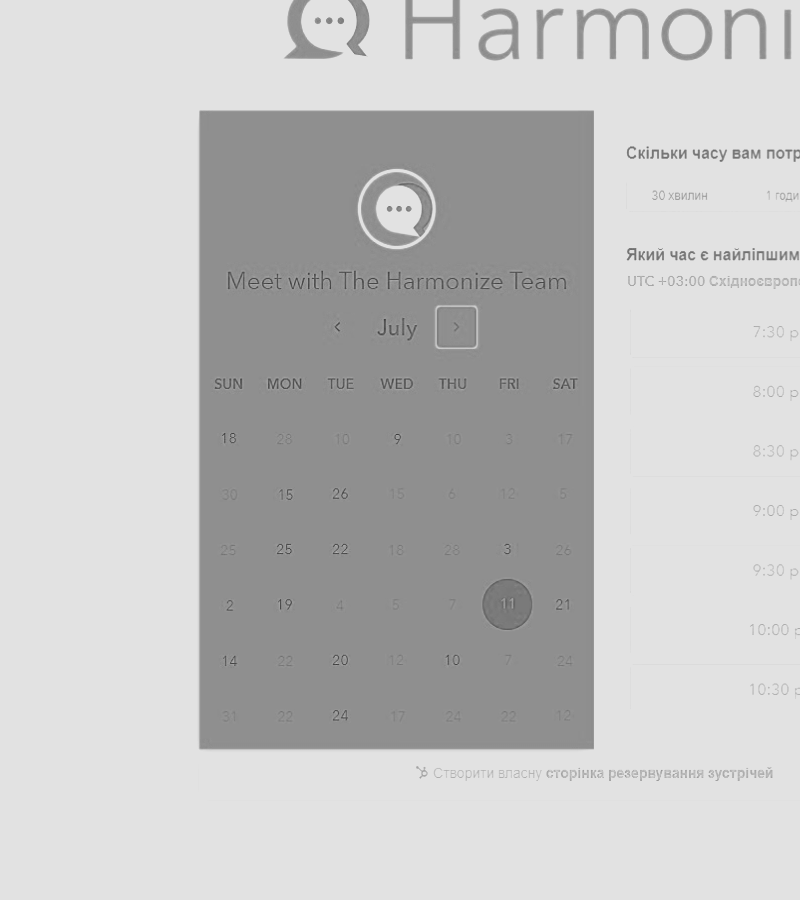 Harmoni
Meet with The Harmonize Team
July
SUN MON TUE WED THU FRI SAT
18 28 10 9 10 3 17
30 15 26 15 6 12 5
25 25 22 18 28 3 26
2 19 4 5 7 11 21
14 22 20 12 10 7 24
31 22 24 17 24 22 12
Скільки часу вам потр
30 хвилин 1 годи
Який час є найліпшим
UTC +03:00 Східноєвропе
7:30 p
8:00 p
8:30 p
9:00 p
9:30 p
10:00 p
10:30 p
Створити власну сторінка резервування зустрічей